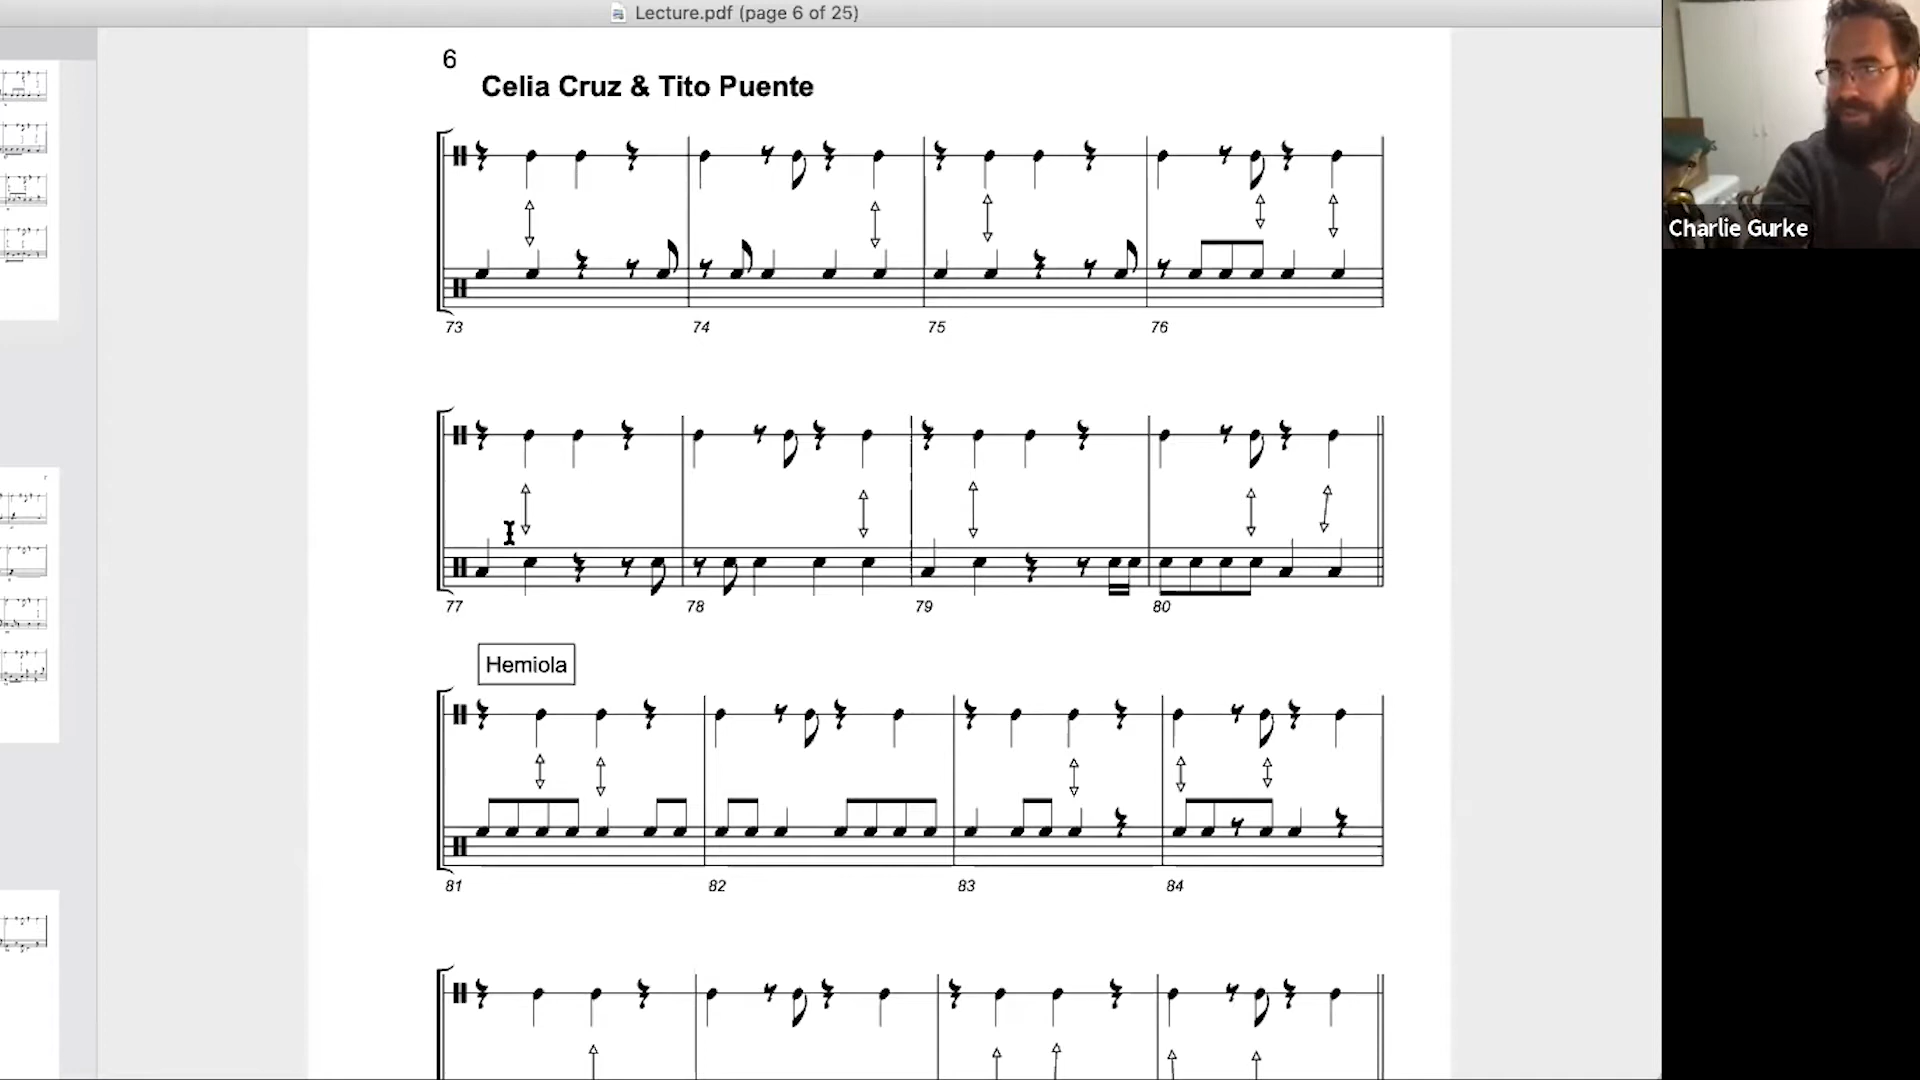 Lecture.pdf (page 6 of 25)
6
Celia Cruz & Tito Puente
73 74 75 76
77 78 79 80
Hemiola
81 82 83 84
Charlie Gurke